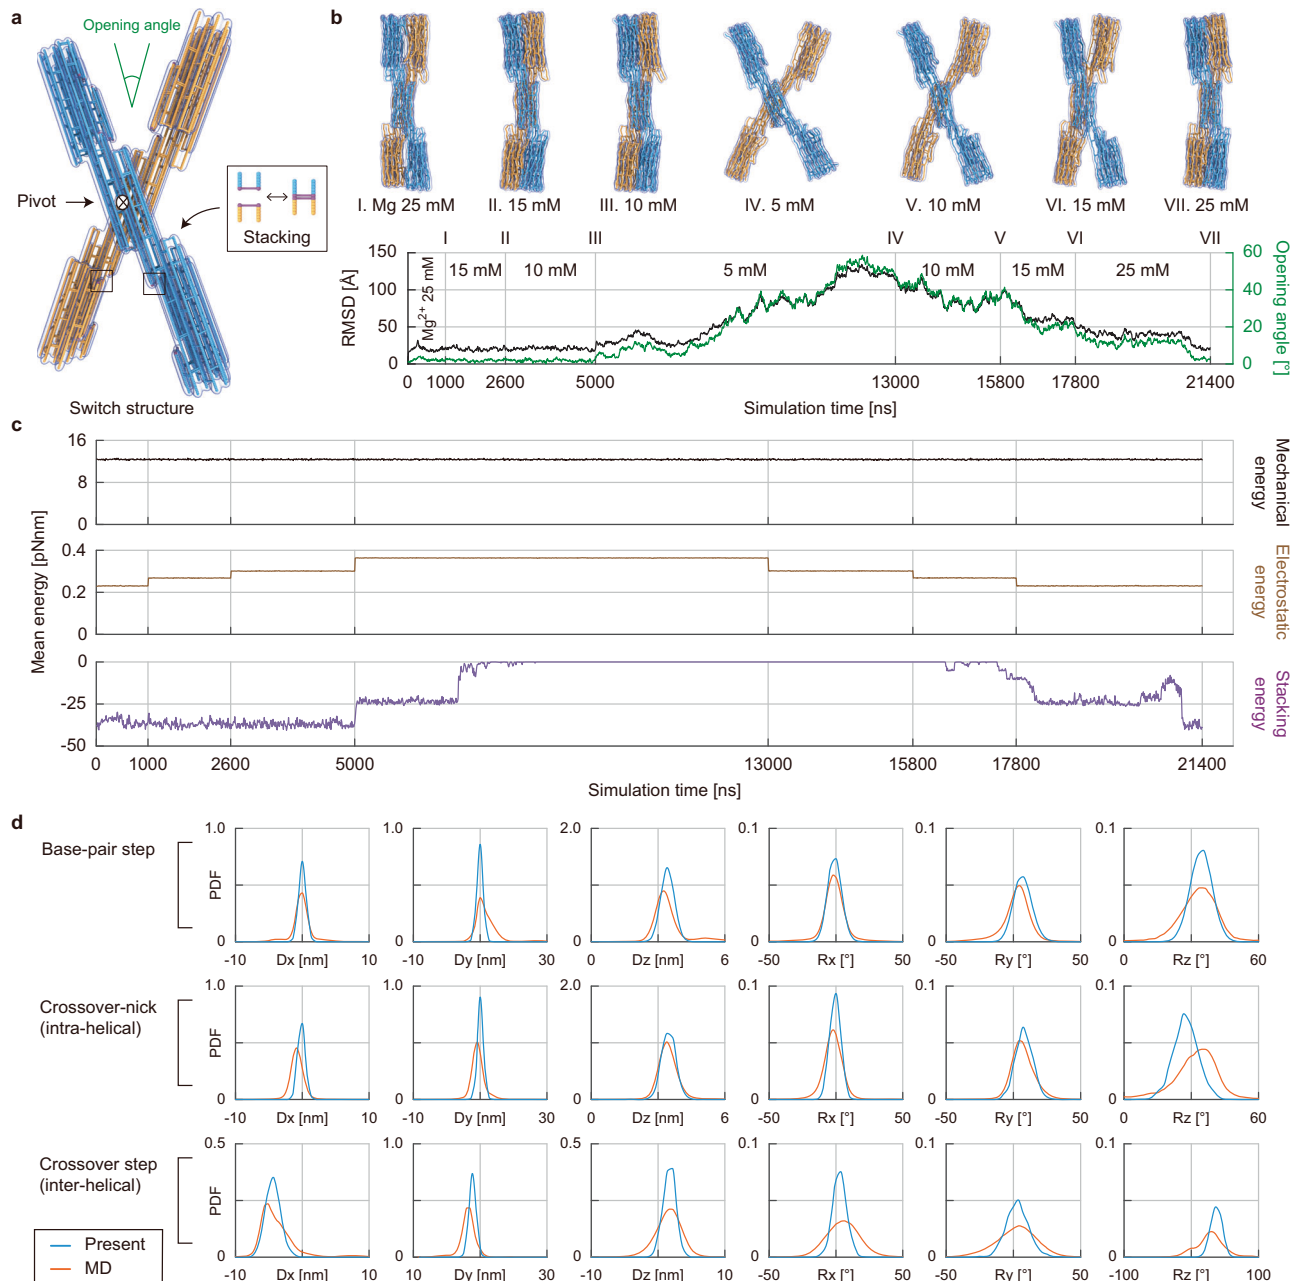 a
Opening angle
Pivot
Stacking
Switch structure
b
I. Mg 25 mM
II. 15 mM
III. 10 mM
IV. 5 mM
V. 10 mM
VI. 15 mM
VII. 25 mM
I
II
III
IV
V
VI
VII
Mg2+ 25 mM
15 mM
10 mM
5 mM
10 mM
15 mM
25 mM
RMSD [Å]
150
100
50
0
Opening angle [°]
60
40
20
0
0 1000 2600 5000 13000 15800 17800 21400
Simulation time [ns]
c
Mean energy [pNnm]
16
8
0
Mechanical
energy
0.4
0.2
0
Electrostatic
energy
0
-25
-50
Stacking
energy
0 1000 2600 5000 13000 15800 17800 21400
Simulation time [ns]
d
Base-pair step
PDF
1.0 1.0 2.0 0.1 0.1 0.1
0 0 0 0 0 0
-10 Dx [nm] 10
-10 Dy [nm] 30
0 Dz [nm] 6
-50 Rx [°] 50
-50 Ry [°] 50
0 Rz [°] 60
Crossover-nick
(intra-helical)
PDF
1.0 1.0 2.0 0.1 0.1 0.1
0 0 0 0 0 0
-10 Dx [nm] 10
-10 Dy [nm] 30
0 Dz [nm] 6
-50 Rx [°] 50
-50 Ry [°] 50
0 Rz [°] 60
Crossover step
(inter-helical)
PDF
0.5 1.0 0.5 0.1 0.1 0.1
0 0 0 0 0 0
-10 Dx [nm] 10
10 Dy [nm] 30
-10 Dz [nm] 10
-50 Rx [°] 50
-50 Ry [°] 50
-100 Rz [°] 100
Present
MD